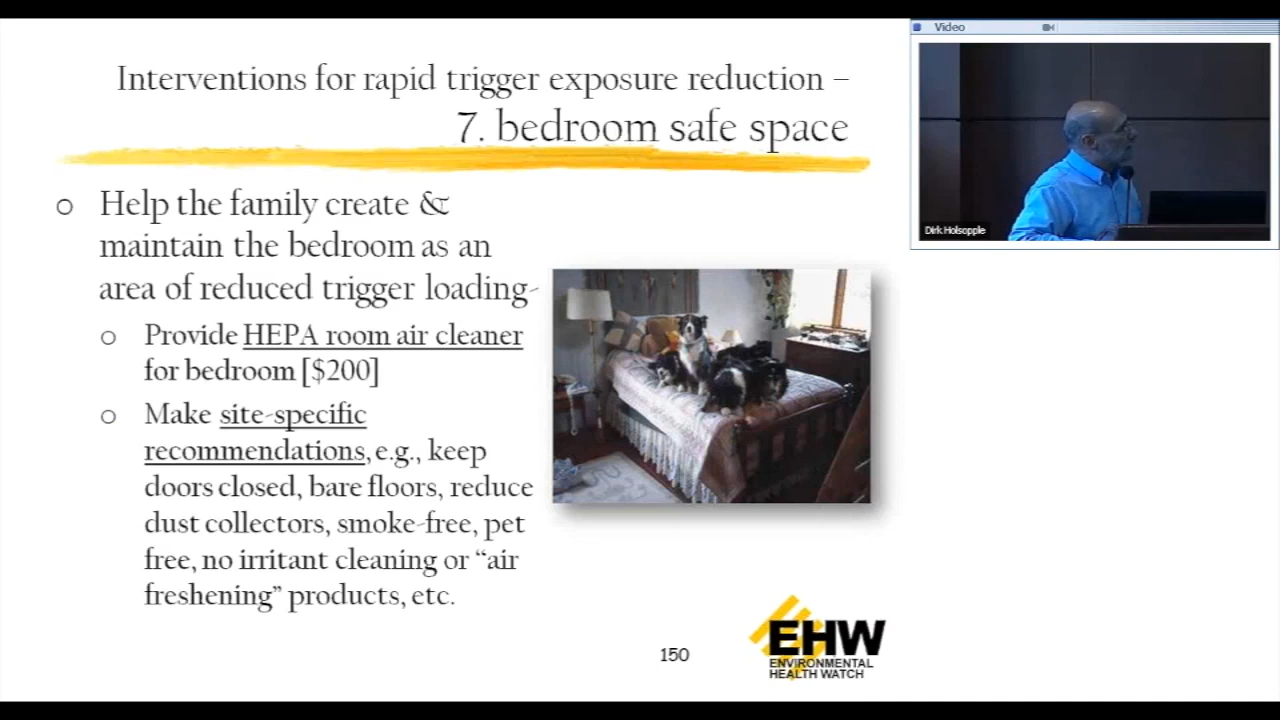 Interventions for rapid trigger exposure reduction –
7. bedroom safe space
Help the family create &
maintain the bedroom as an
area of reduced trigger loading-
Provide HEPA room air cleaner
for bedroom [$200]
Make site-specific
recommendations, e.g., keep
doors closed, bare floors, reduce
dust collectors, smoke-free, pet
free, no irritant cleaning or “air
freshening” products, etc.
150
EHW
ENVIRONMENTAL
HEALTH WATCH
Video
Dirk Holsopple